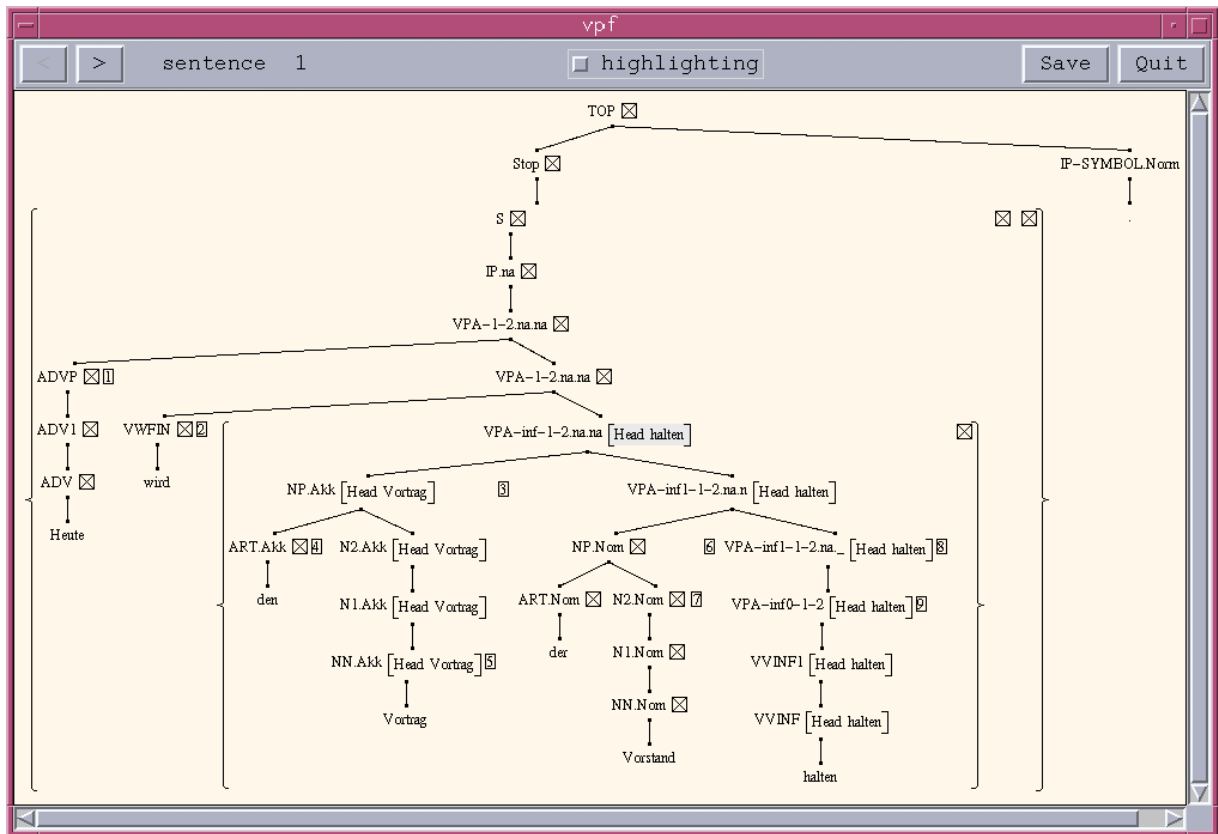 vpf
< > sentence 1 highlighting Save Quit
TOP
Stop IP-SYMBOL.Norm
S .
IP.na
VPA-1-2.na.na
ADVP 1 VPA-1-2.na.na
ADV1 VWFIN 2 VPA-inf-1-2.na.na [Head halten]
ADV wird NP.Akk [Head Vortrag] 3 VPA-inf1-1-2.na.n [Head halten]
Heute ART.Akk 4 N2.Akk [Head Vortrag] NP.Nom 6 VPA-inf1-1-2.na._ [Head halten] 8
den N1.Akk [Head Vortrag] ART.Nom N2.Nom 7 VPA-inf0-1-2 [Head halten] 9
NN.Akk [Head Vortrag] 5 der N1.Nom VVINF1 [Head halten]
Vortrag NN.Nom VVINF [Head halten]
Vorstand halten